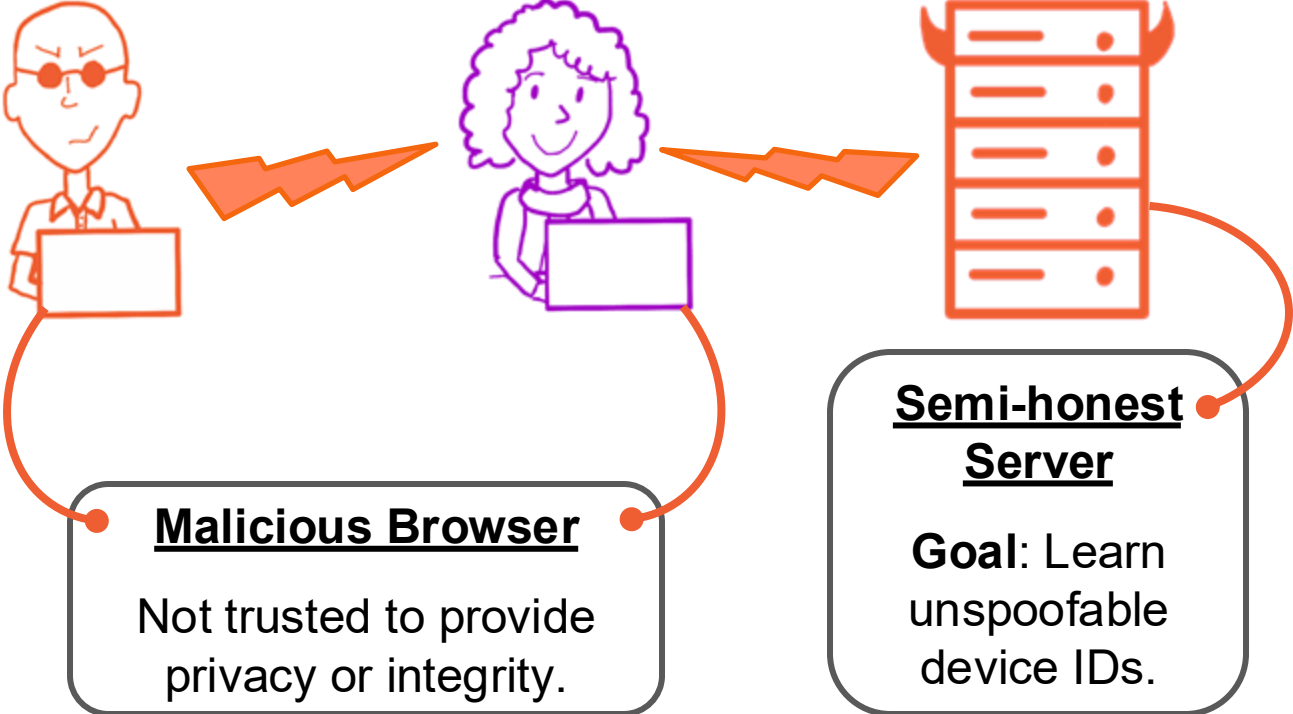 Malicious Browser
Not trusted to provide
privacy or integrity.
Semi-honest
Server
Goal: Learn
unspoofable
device IDs.